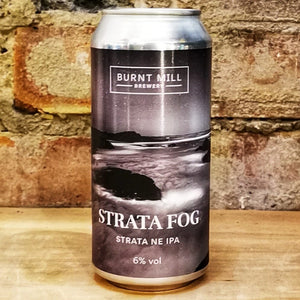 BURNT MILL
BREWERY
STRATA FOG
STRATA NE IPA
6% vol